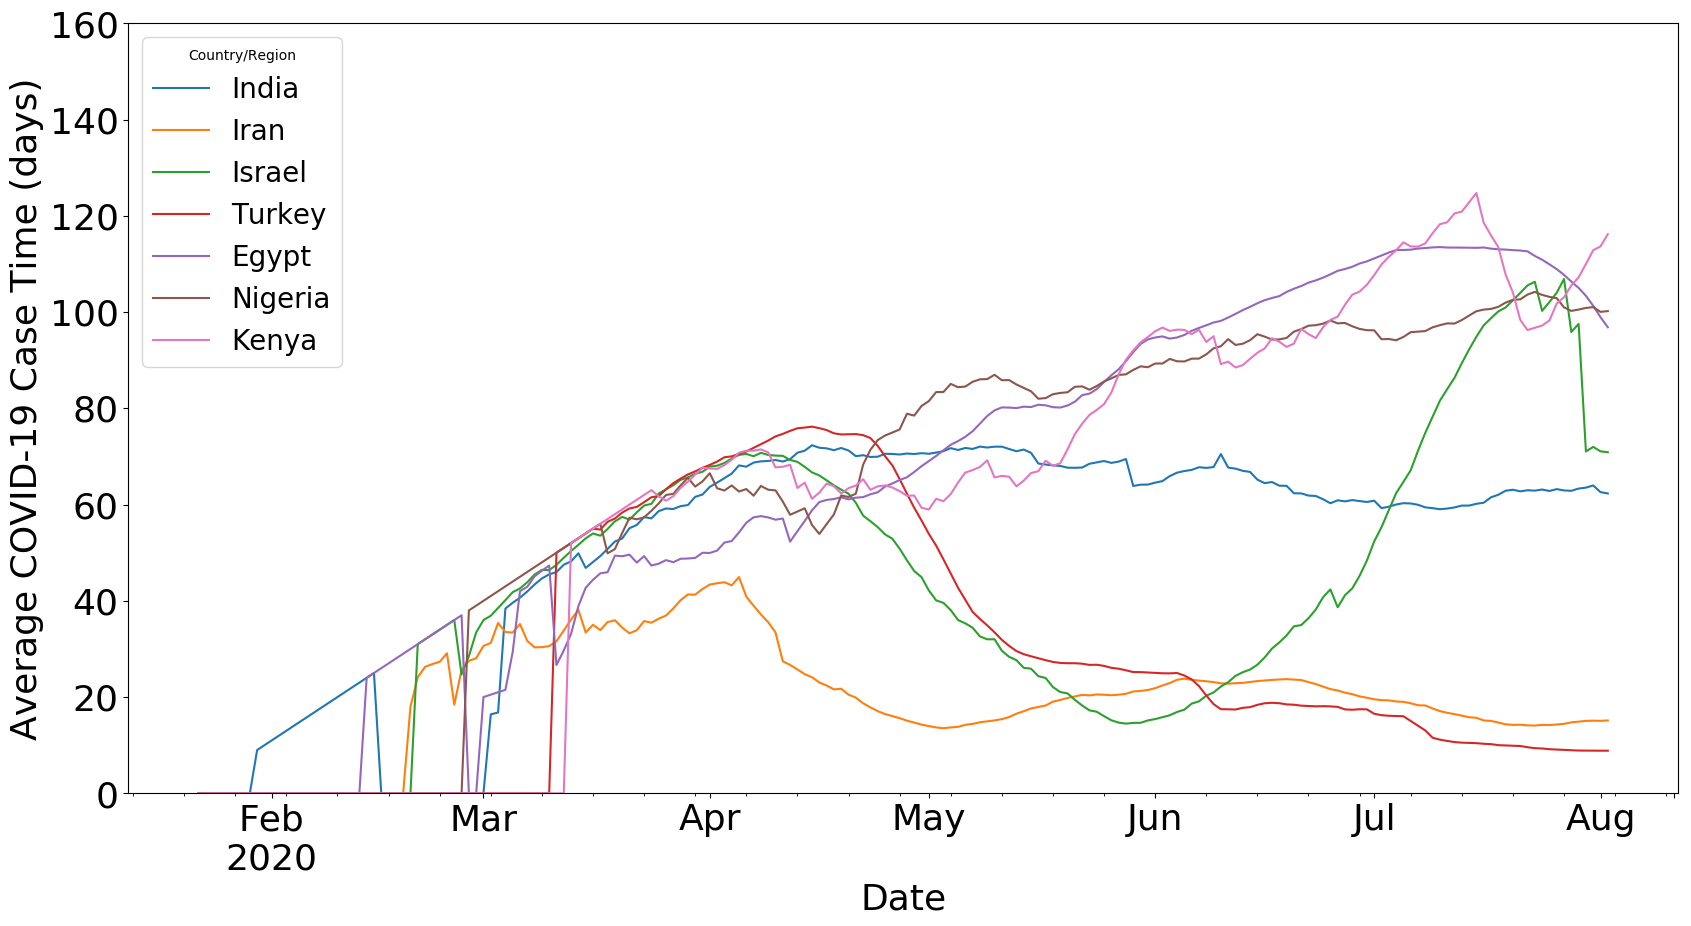 Average COVID-19 Case Time (days)
160
140
120
100
80
60
40
20
0
Country/Region
India
Iran
Israel
Turkey
Egypt
Nigeria
Kenya
Feb
2020
Mar
Apr
May
Jun
Jul
Aug
Date